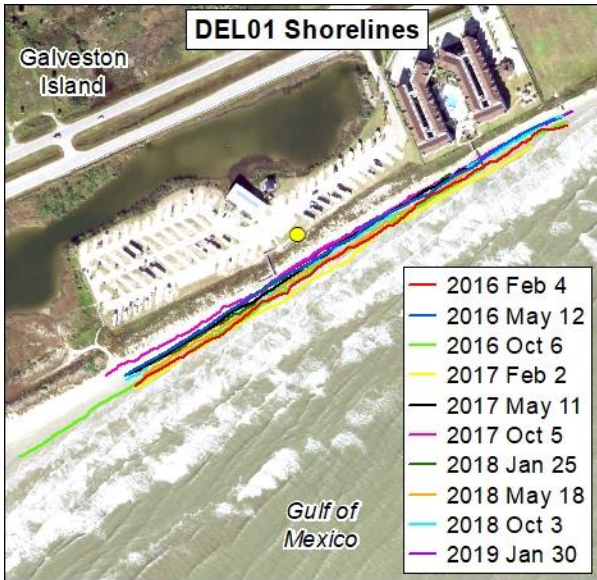 DEL01 Shorelines
Galveston
Island
2016 Feb 4
2016 May 12
2016 Oct 6
2017 Feb 2
2017 May 11
2017 Oct 5
2018 Jan 25
2018 May 18
2018 Oct 3
2019 Jan 30
Gulf of
Mexico